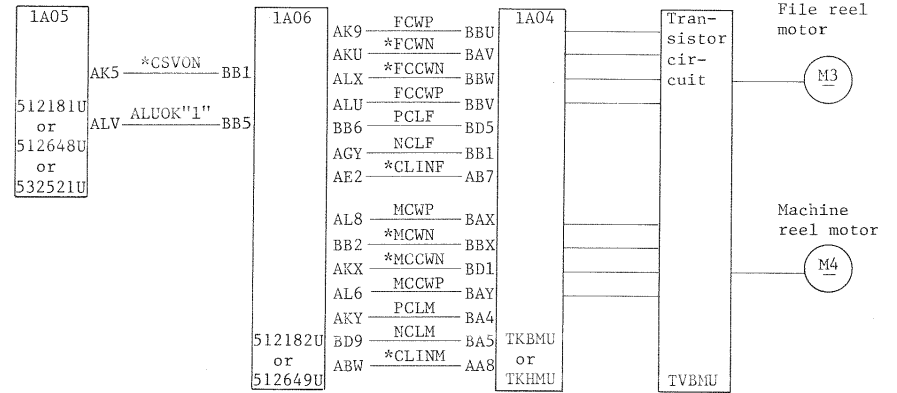 1A05
1A06
1A04
Tran-
sistor
cir-
cuit
File reel
motor
AK9 FCWP BBU
AKU *FCWN BAV
M3
AK5 *CSVON BB1
ALX *FCCWN BBW
ALU FCCWP BBV
512181U
or
512648U
or
532521U
ALV ALUOK"1" BB5
BB6 PCLF BD5
AGY NCLF BB1
AE2 *CLINF AB7
Machine
reel motor
AL8 MCWP BAX
BB2 *MCWN BBX
AKX *MCCWN BD1
M4
AL6 MCCWP BAY
AKY PCLM BA4
BD9 NCLM BA5
ABW *CLINM AA8
512182U
or
512649U
TKBMU
or
TKHMU
TVBMU